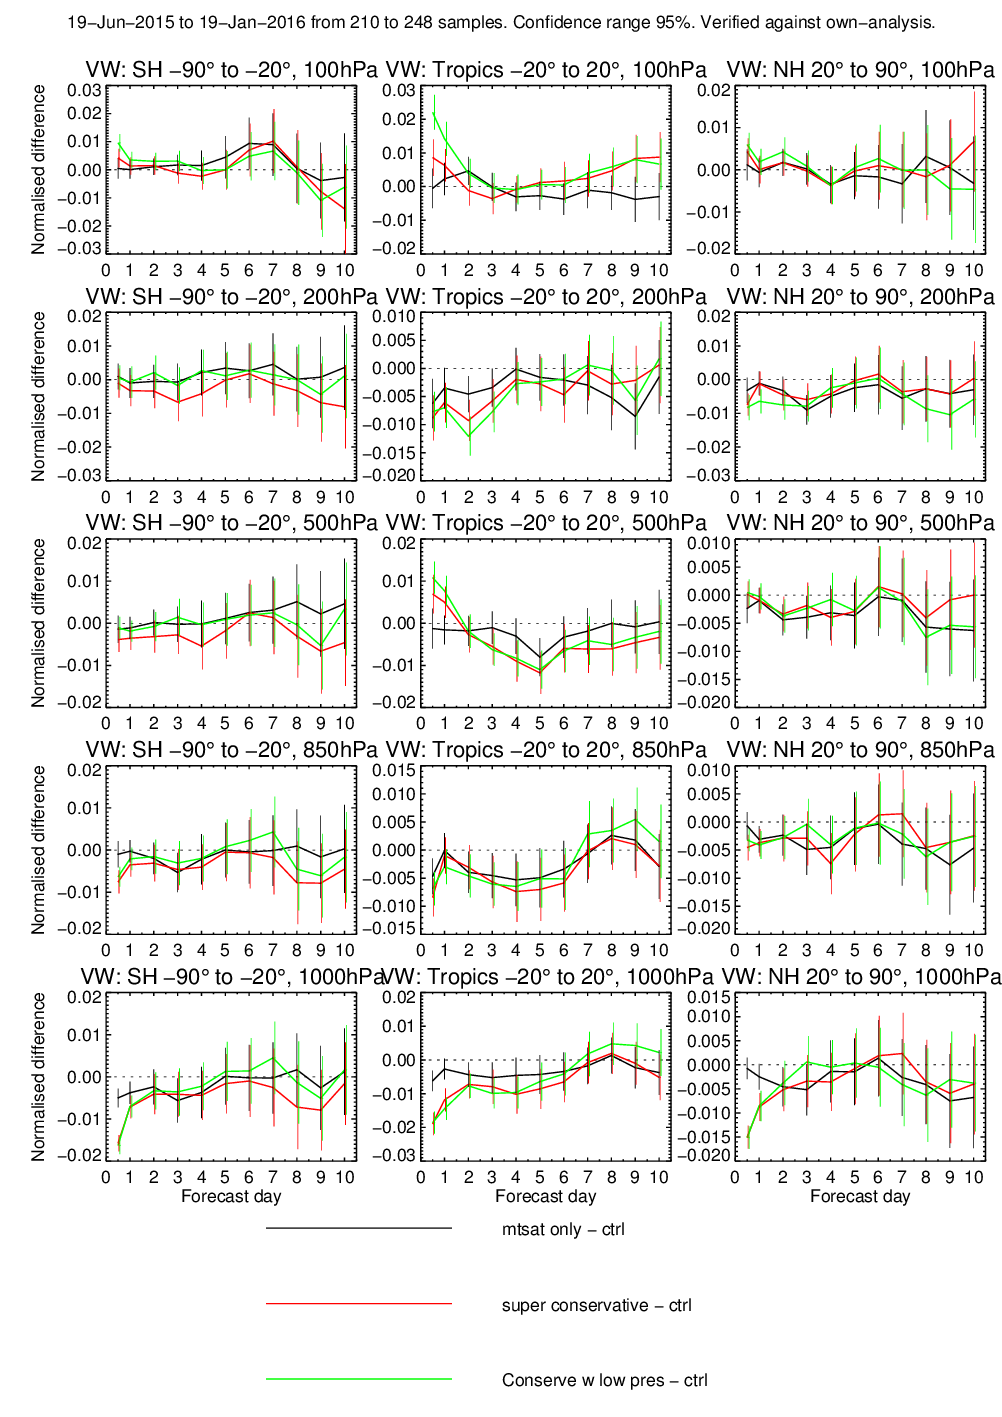 19−Jun−2015 to 19−Jan−2016 from 210 to 248 samples. Confidence range 95%. Verified against own−analysis.
VW: SH −90° to −20°, 100hPa VW: Tropics −20° to 20°, 100hPa VW: NH 20° to 90°, 100hPa
Normalised difference
0.03 0.02 0.01 0.00 −0.01 −0.02 −0.03
0.03 0.02 0.01 0.00 −0.01 −0.02
0.02 0.01 0.00 −0.01 −0.02
0 1 2 3 4 5 6 7 8 9 10 0 1 2 3 4 5 6 7 8 9 10 0 1 2 3 4 5 6 7 8 9 10
VW: SH −90° to −20°, 200hPa VW: Tropics −20° to 20°, 200hPa VW: NH 20° to 90°, 200hPa
Normalised difference
0.02 0.01 0.00 −0.01 −0.02 −0.03
0.010 0.005 0.000 −0.005 −0.010 −0.015 −0.020
0.02 0.01 0.00 −0.01 −0.02 −0.03
0 1 2 3 4 5 6 7 8 9 10 0 1 2 3 4 5 6 7 8 9 10 0 1 2 3 4 5 6 7 8 9 10
VW: SH −90° to −20°, 500hPa VW: Tropics −20° to 20°, 500hPa VW: NH 20° to 90°, 500hPa
Normalised difference
0.02 0.01 0.00 −0.01 −0.02
0.02 0.01 0.00 −0.01 −0.02
0.010 0.005 0.000 −0.005 −0.010 −0.015 −0.020
0 1 2 3 4 5 6 7 8 9 10 0 1 2 3 4 5 6 7 8 9 10 0 1 2 3 4 5 6 7 8 9 10
VW: SH −90° to −20°, 850hPa VW: Tropics −20° to 20°, 850hPa VW: NH 20° to 90°, 850hPa
Normalised difference
0.02 0.01 0.00 −0.01 −0.02
0.015 0.010 0.005 0.000 −0.005 −0.010 −0.015
0.010 0.005 0.000 −0.005 −0.010 −0.015 −0.020
0 1 2 3 4 5 6 7 8 9 10 0 1 2 3 4 5 6 7 8 9 10 0 1 2 3 4 5 6 7 8 9 10
VW: SH −90° to −20°, 1000hPa VW: Tropics −20° to 20°, 1000hPa VW: NH 20° to 90°, 1000hPa
Normalised difference
0.02 0.01 0.00 −0.01 −0.02
0.02 0.01 0.00 −0.01 −0.02 −0.03
0.015 0.010 0.005 0.000 −0.005 −0.010 −0.015 −0.020
0 1 2 3 4 5 6 7 8 9 10 0 1 2 3 4 5 6 7 8 9 10 0 1 2 3 4 5 6 7 8 9 10
Forecast day Forecast day Forecast day
mtsat only − ctrl
super conservative − ctrl
Conserve w low pres − ctrl